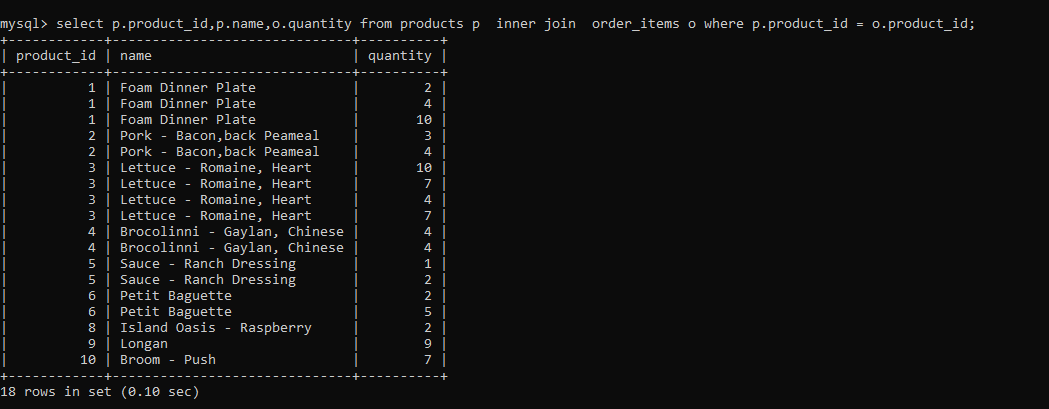 mysql> select p.product_id,p.name,o.quantity from products p  inner join  order_items o where p.product_id = o.product_id;
+------------+------------------------------+----------+
| product_id | name                         | quantity |
+------------+------------------------------+----------+
|          1 | Foam Dinner Plate            |        2 |
|          1 | Foam Dinner Plate            |        4 |
|          1 | Foam Dinner Plate            |       10 |
|          2 | Pork - Bacon,back Peameal    |        3 |
|          2 | Pork - Bacon,back Peameal    |        4 |
|          3 | Lettuce - Romaine, Heart     |       10 |
|          3 | Lettuce - Romaine, Heart     |        7 |
|          3 | Lettuce - Romaine, Heart     |        4 |
|          3 | Lettuce - Romaine, Heart     |        7 |
|          4 | Brocolinni - Gaylan, Chinese |        4 |
|          4 | Brocolinni - Gaylan, Chinese |        4 |
|          5 | Sauce - Ranch Dressing       |        1 |
|          5 | Sauce - Ranch Dressing       |        2 |
|          6 | Petit Baguette               |        2 |
|          6 | Petit Baguette               |        5 |
|          8 | Island Oasis - Raspberry     |        2 |
|          9 | Longan                       |        9 |
|         10 | Broom - Push                 |        7 |
+------------+------------------------------+----------+
18 rows in set (0.10 sec)